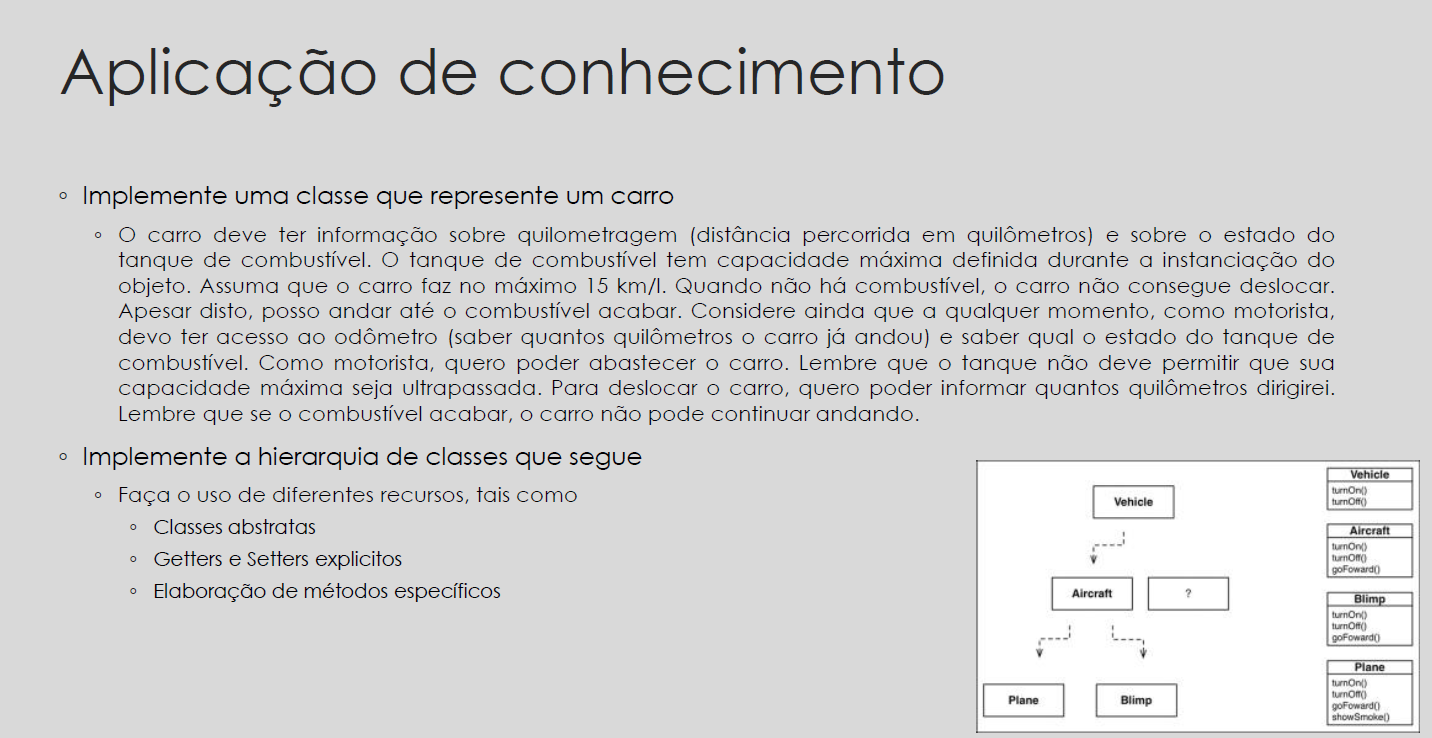 Aplicação de conhecimento
◦ Implemente uma classe que represente um carro
◦ O carro deve ter informação sobre quilometragem (distância percorrida em quilômetros) e sobre o estado do
tanque de combustível. O tanque de combustível tem capacidade máxima definida durante a instanciação do
objeto. Assuma que o carro faz no máximo 15 km/l. Quando não há combustível, o carro não consegue deslocar.
Apesar disto, posso andar até o combustível acabar. Considere ainda que a qualquer momento, como motorista,
devo ter acesso ao odômetro (saber quantos quilômetros o carro já andou) e saber qual o estado do tanque de
combustível. Como motorista, quero poder abastecer o carro. Lembre que o tanque não deve permitir que sua
capacidade máxima seja ultrapassada. Para deslocar o carro, quero poder informar quantos quilômetros dirigirei.
Lembre que se o combustível acabar, o carro não pode continuar andando.
◦ Implemente a hierarquia de classes que segue
◦ Faça o uso de diferentes recursos, tais como
◦ Classes abstratas
◦ Getters e Setters explicitos
◦ Elaboração de métodos específicos
Vehicle
Aircraft
?
Plane
Blimp
Vehicle
turnOn()
turnOff()
Aircraft
turnOn()
turnOff()
goFoward()
Blimp
turnOn()
turnOff()
goFoward()
Plane
turnOn()
turnOff()
goFoward()
showSmoke()